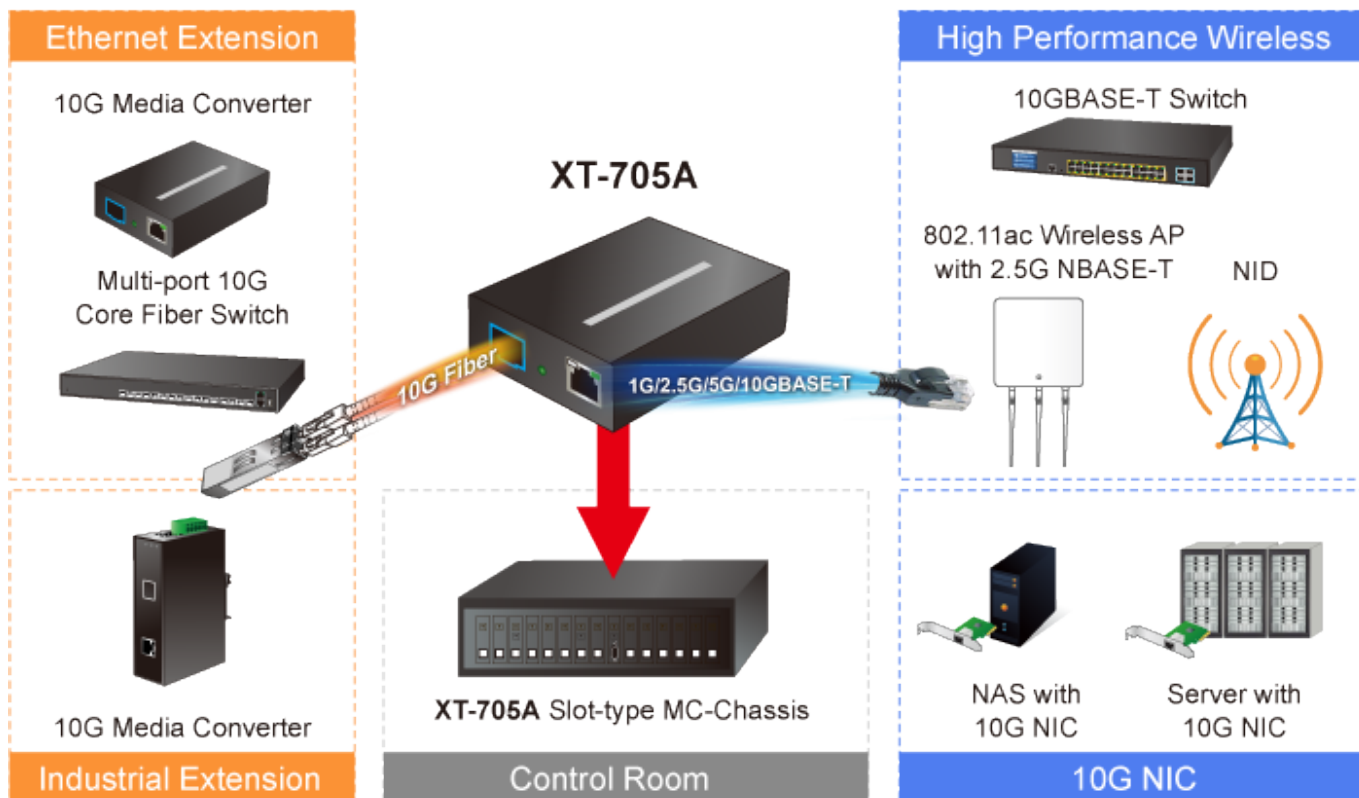 Ethernet Extension
10G Media Converter
Multi-port 10G
Core Fiber Switch
10G Media Converter
Industrial Extension
XT-705A
10G Fiber
1G/2.5G/5G/10GBASE-T
XT-705A Slot-type MC-Chassis
Control Room
High Performance Wireless
10GBASE-T Switch
802.11ac Wireless AP
with 2.5G NBASE-T
NID
NAS with
10G NIC
Server with
10G NIC
10G NIC